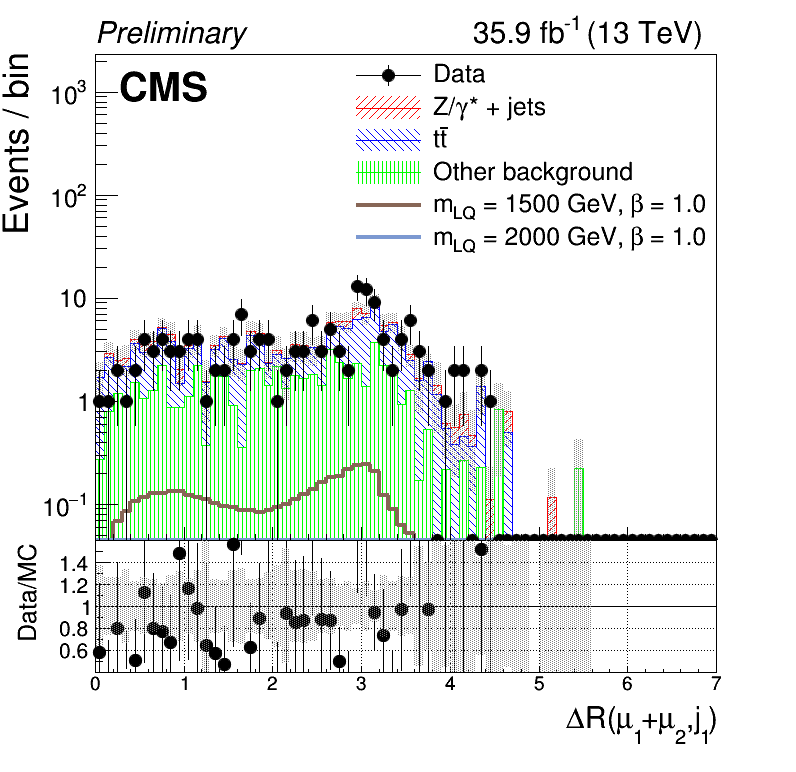 Preliminary 35.9 fb⁻¹ (13 TeV)
CMS
Data
Z/γ* + jets
tt̄
Other background
m_LQ = 1500 GeV, β = 1.0
m_LQ = 2000 GeV, β = 1.0
Events / bin
10³
10²
10
1
10⁻¹
Data/MC
1.4
1.2
1
0.8
0.6
0 1 2 3 4 5 6 7
ΔR(μ₁+μ₂,j₁)